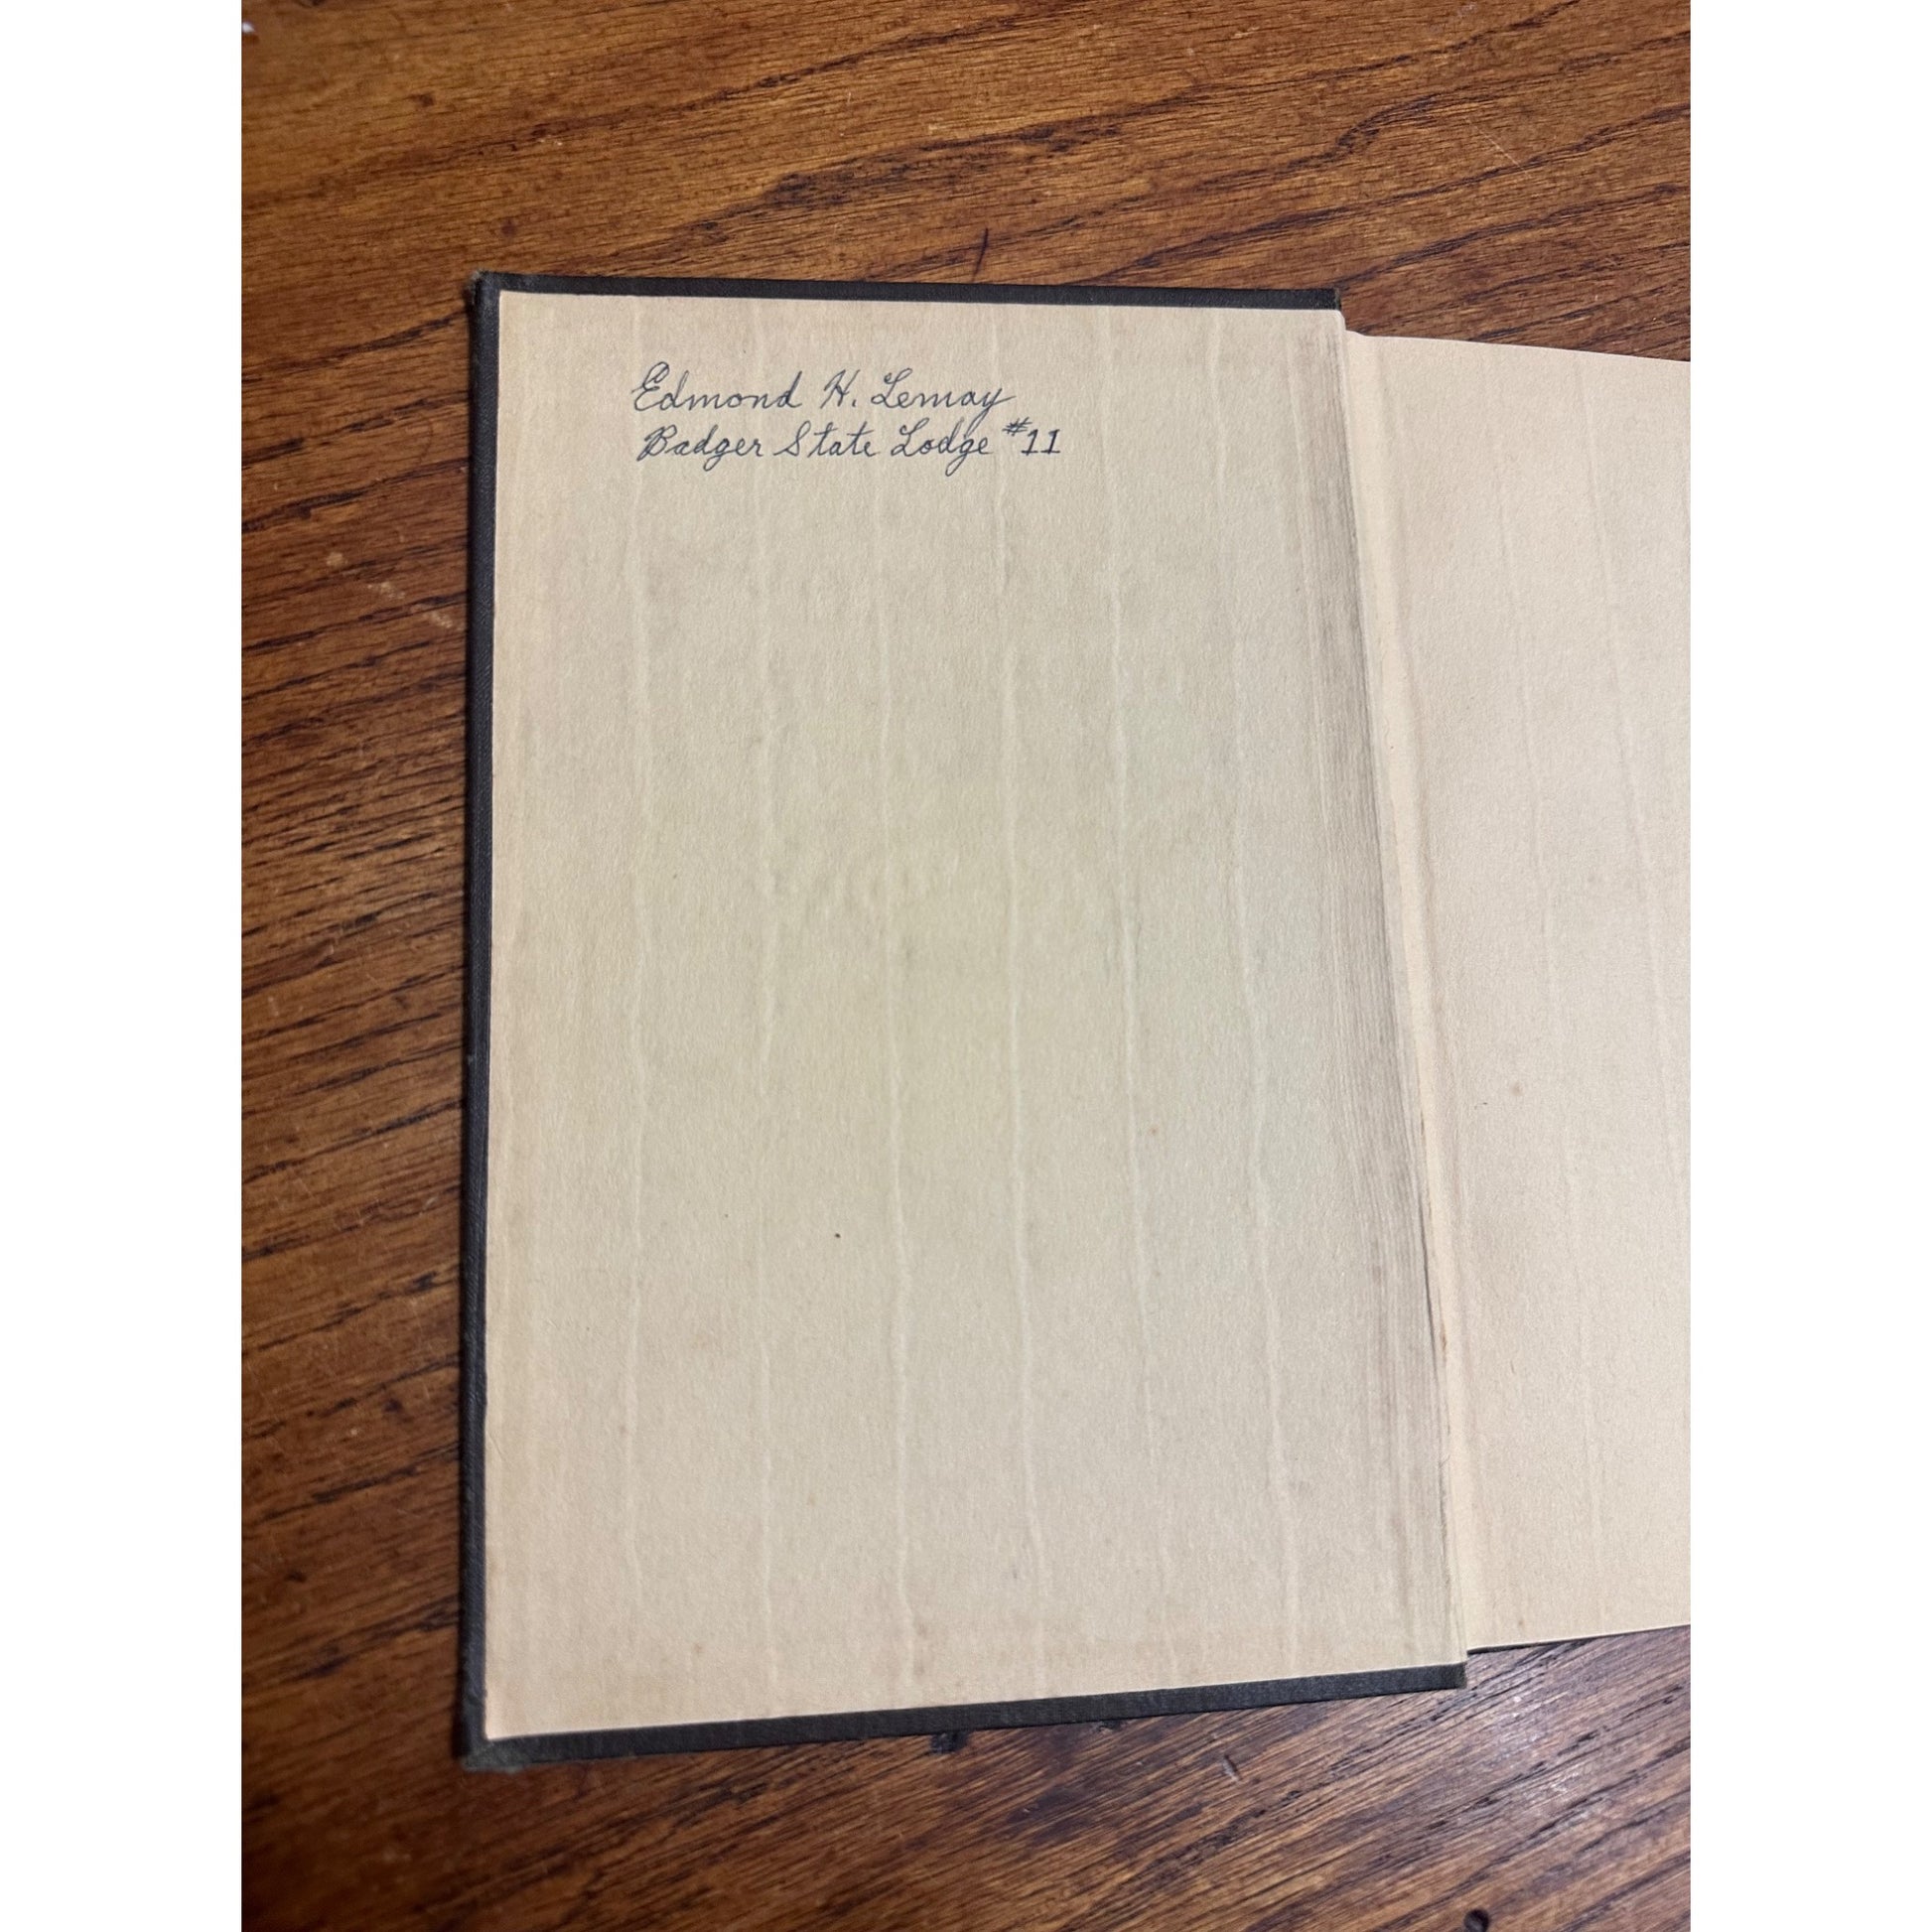 Edmond H. Lemay
Badger State Lodge #11